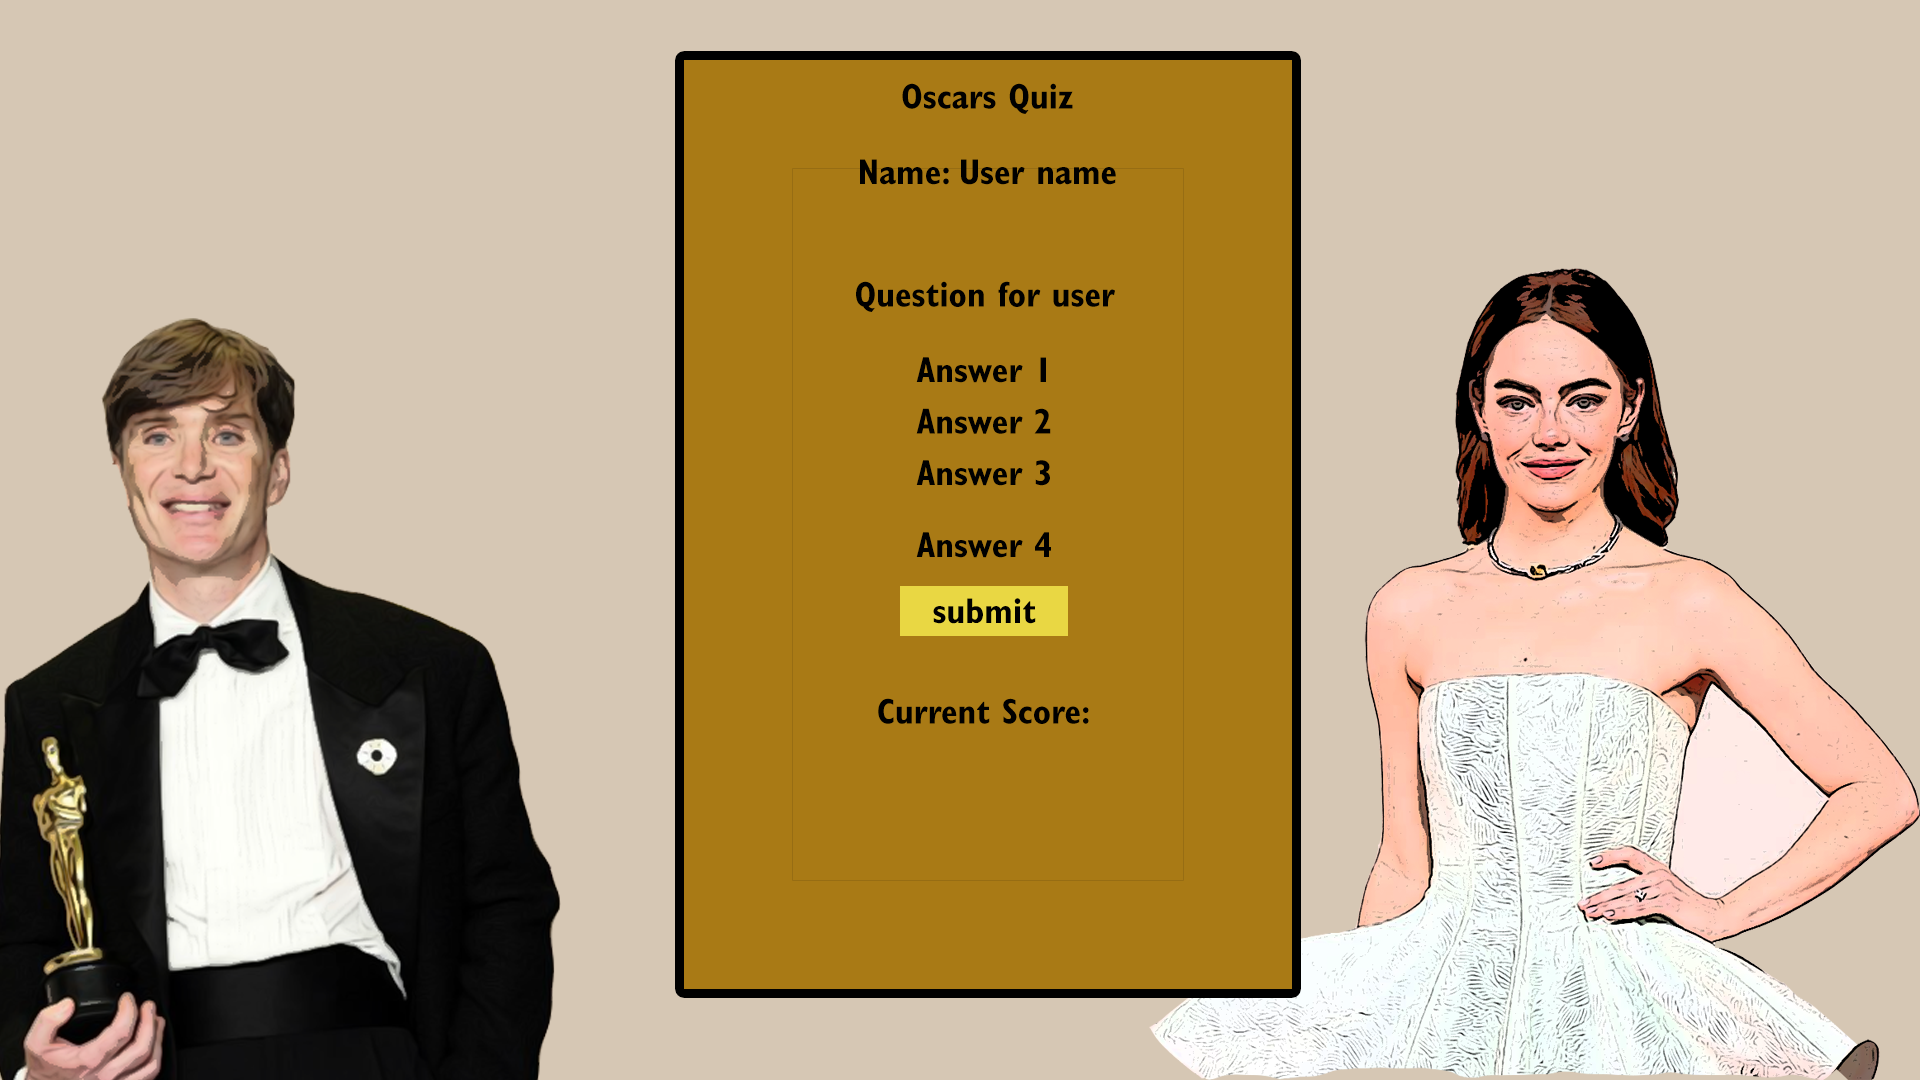 Oscars Quiz
Name: User name
Question for user
Answer 1
Answer 2
Answer 3
Answer 4
submit
Current Score: